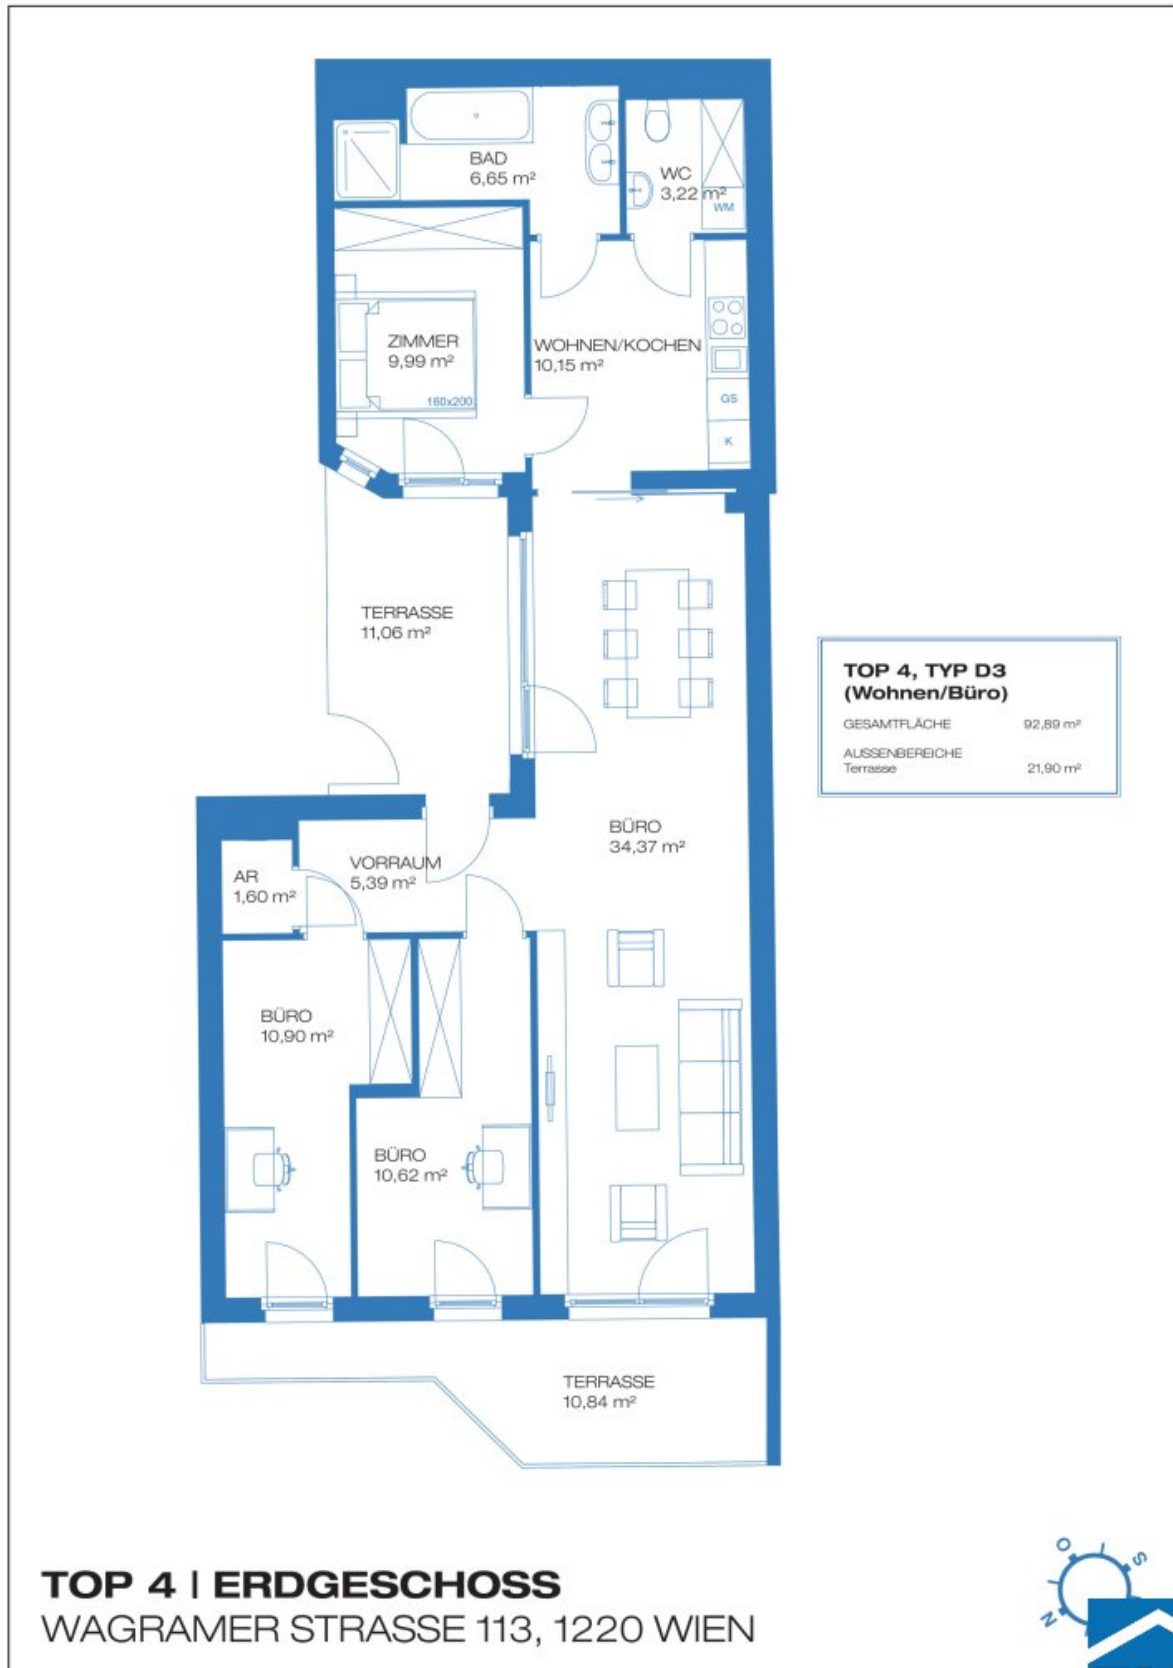 BAD
6,65 m²
WC
3,22 m²
WM
ZIMMER
9,99 m²
160x200
WOHNEN/KOCHEN
10,15 m²
GS
K
TERRASSE
11,06 m²
TOP 4, TYP D3
(Wohnen/Büro)
GESAMTFLÄCHE 92,89 m²
AUSSENBEREICHE
Terrasse 21,90 m²
BÜRO
34,37 m²
VORRAUM
5,39 m²
AR
1,60 m²
BÜRO
10,90 m²
BÜRO
10,62 m²
TERRASSE
10,84 m²
TOP 4 | ERDGESCHOSS
WAGRAMER STRASSE 113, 1220 WIEN
O
S
N